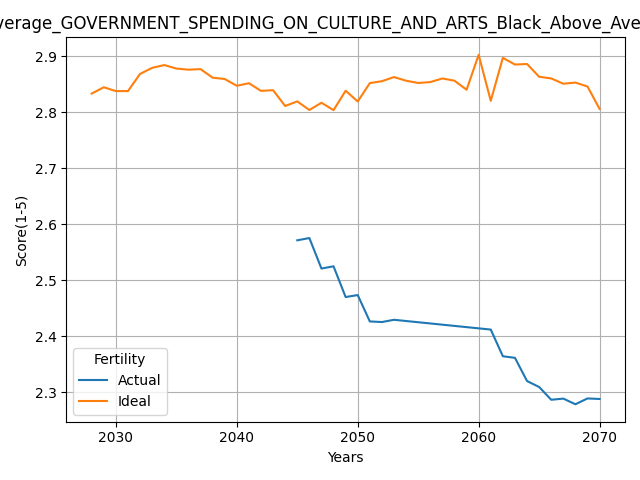 verage_GOVERNMENT_SPENDING_ON_CULTURE_AND_ARTS_Black_Above_Ave
2.9
2.8
2.7
2.6
2.5
2.4
2.3
Score(1-5)
Fertility
Actual
Ideal
2030 2040 2050 2060 2070
Years